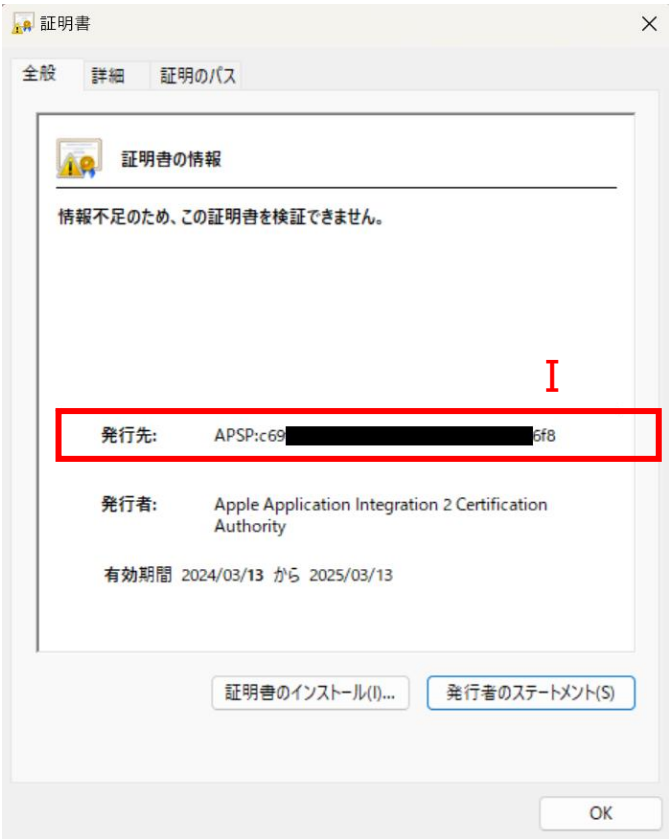 証明書
全般 詳細 証明のパス
証明書の情報
情報不足のため、この証明書を検証できません。
I
発行先: APSP:c69 6f8
発行者: Apple Application Integration 2 Certification
Authority
有効期間 2024/03/13 から 2025/03/13
証明書のインストール(I)... 発行者のステートメント(S)
OK